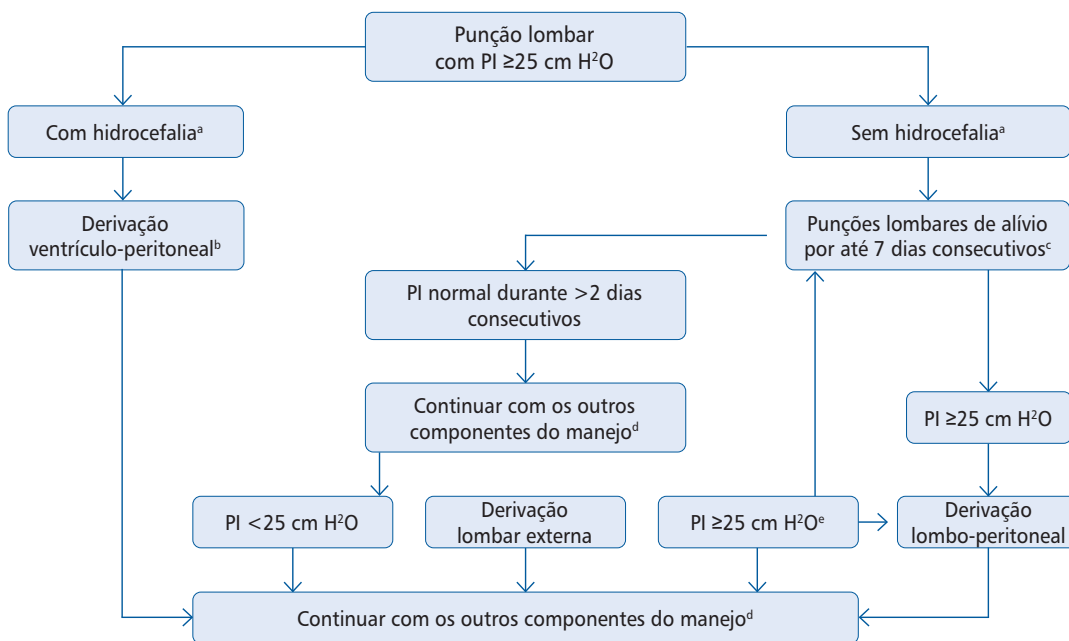 Punção lombar
com PI ≥25 cm H²O
Com hidrocefaliaᵃ
Sem hidrocefaliaᵃ
Derivação
ventrículo-peritonealᵇ
Punções lombares de alívio
por até 7 dias consecutivosᶜ
PI normal durante >2 dias
consecutivos
Continuar com os outros
componentes do manejoᵈ
PI ≥25 cm H²O
PI <25 cm H²O
Derivação
lombar externa
PI ≥25 cm H²Oᵉ
Derivação
lombo-peritoneal
Continuar com os outros componentes do manejoᵈ